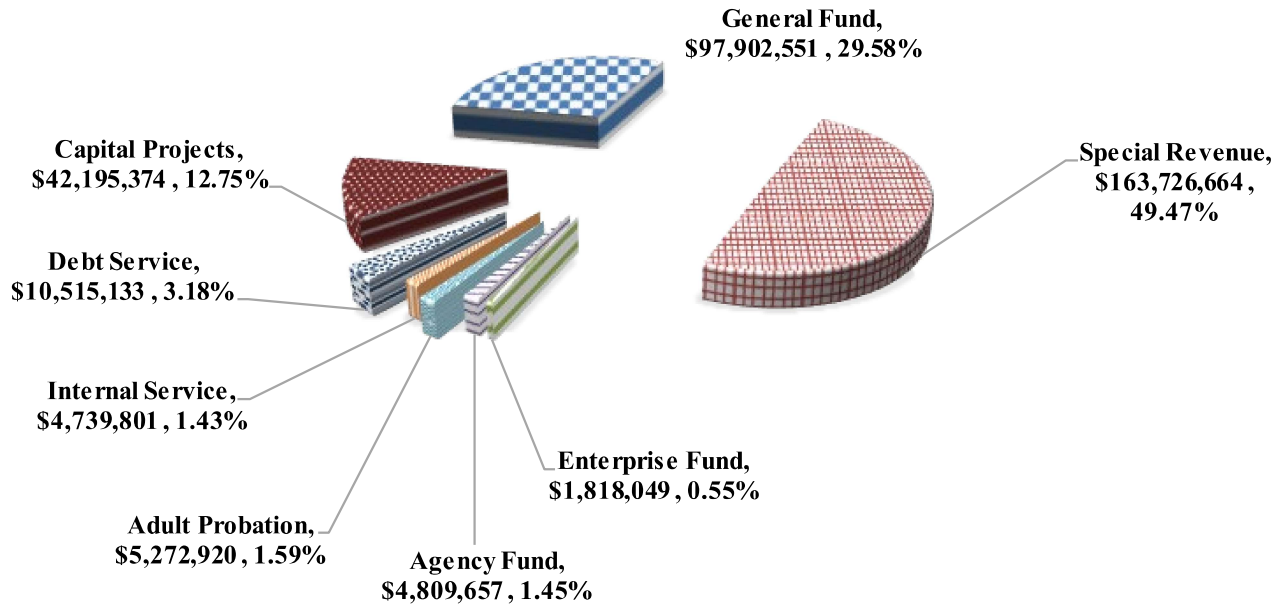 General Fund,
$97,902,551 , 29.58%
Capital Projects,
$42,195,374 , 12.75%
Special Revenue,
$163,726,664 ,
49.47%
Debt Service,
$10,515,133 , 3.18%
Internal Service,
$4,739,801 , 1.43%
Enterprise Fund,
$1,818,049 , 0.55%
Adult Probation,
$5,272,920 , 1.59%
Agency Fund,
$4,809,657 , 1.45%